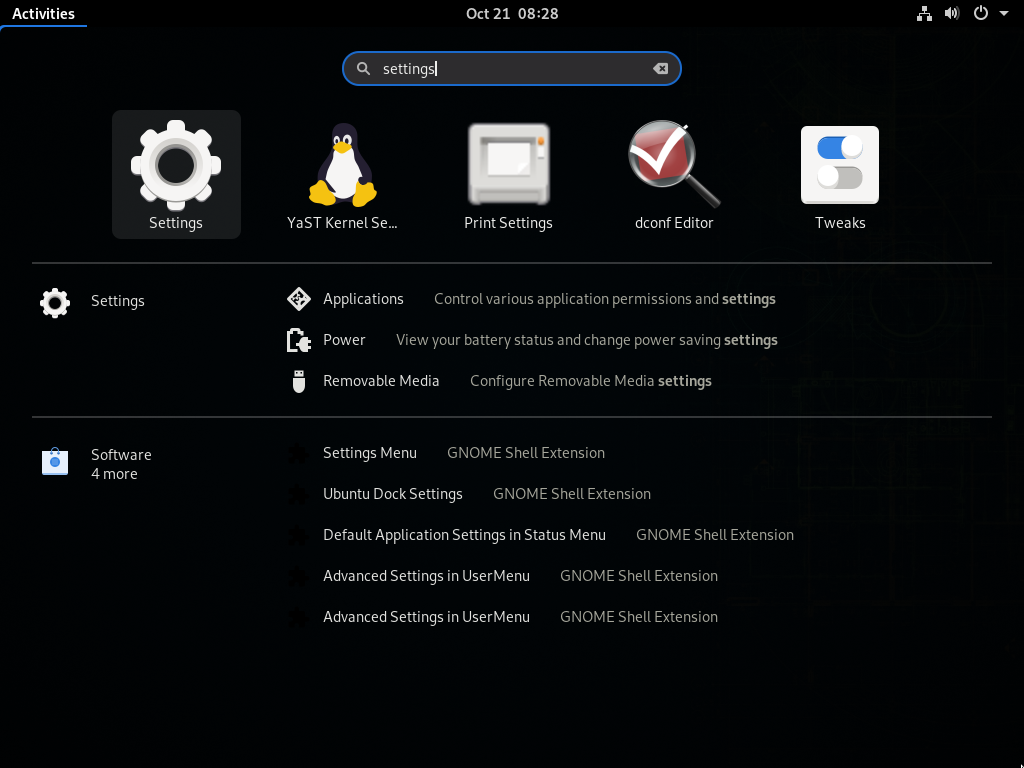 Activities
Oct 21 08:28
settings
Settings
YaST Kernel Se...
Print Settings
dconf Editor
Tweaks
Settings
Applications Control various application permissions and settings
Power View your battery status and change power saving settings
Removable Media Configure Removable Media settings
Software
4 more
Settings Menu GNOME Shell Extension
Ubuntu Dock Settings GNOME Shell Extension
Default Application Settings in Status Menu GNOME Shell Extension
Advanced Settings in UserMenu GNOME Shell Extension
Advanced Settings in UserMenu GNOME Shell Extension